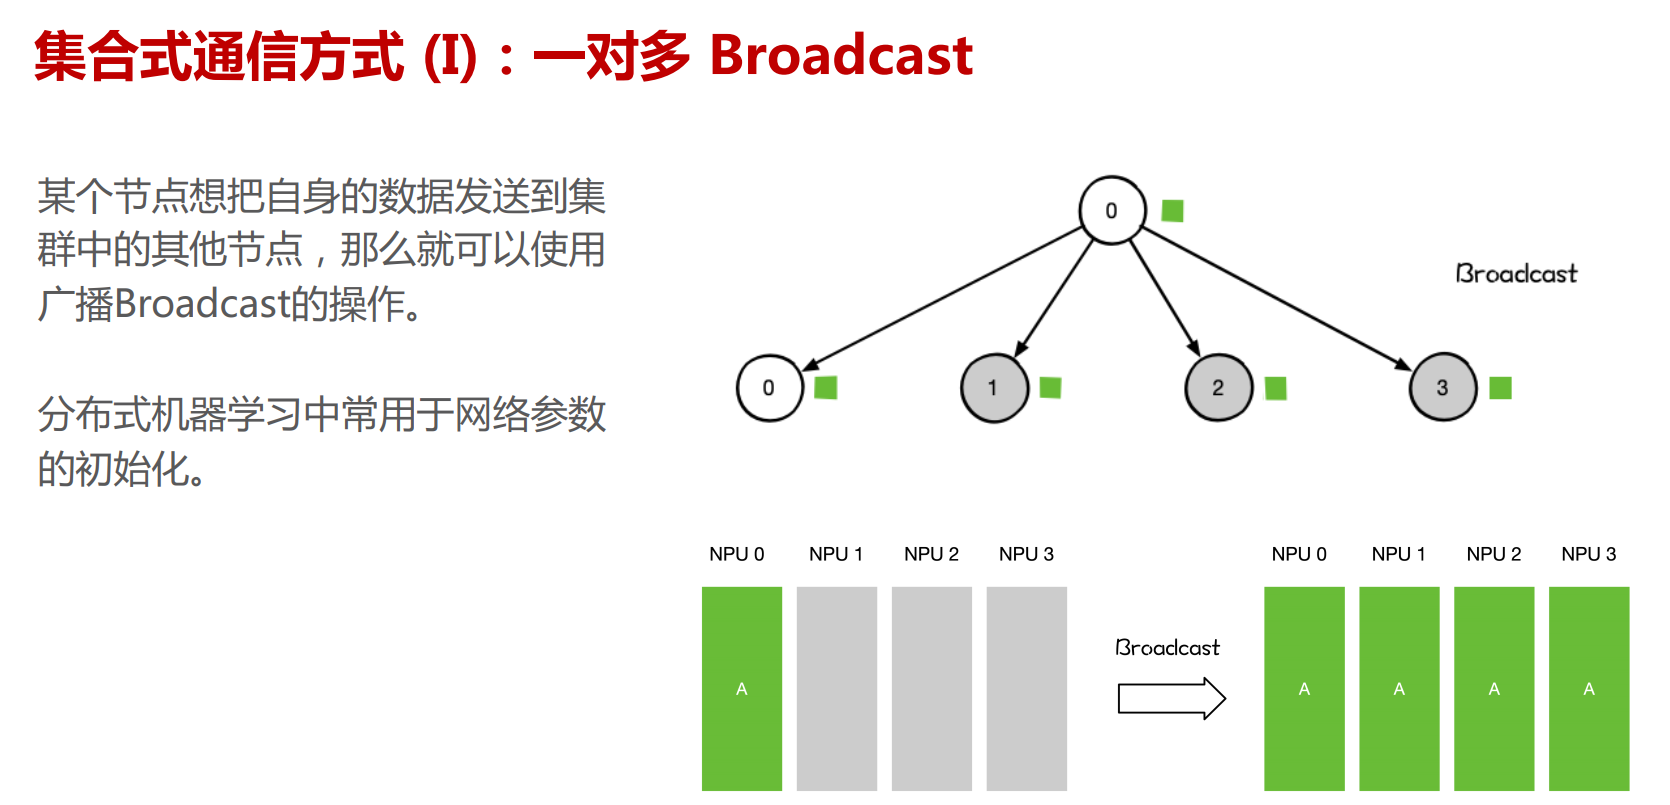 集合式通信方式 (I)：一对多 Broadcast
某个节点想把自身的数据发送到集
群中的其他节点，那么就可以使用
广播Broadcast的操作。
分布式机器学习中常用于网络参数
的初始化。
0
Broadcast
0 1 2 3
NPU 0 NPU 1 NPU 2 NPU 3
A
Broadcast
NPU 0 NPU 1 NPU 2 NPU 3
A A A A